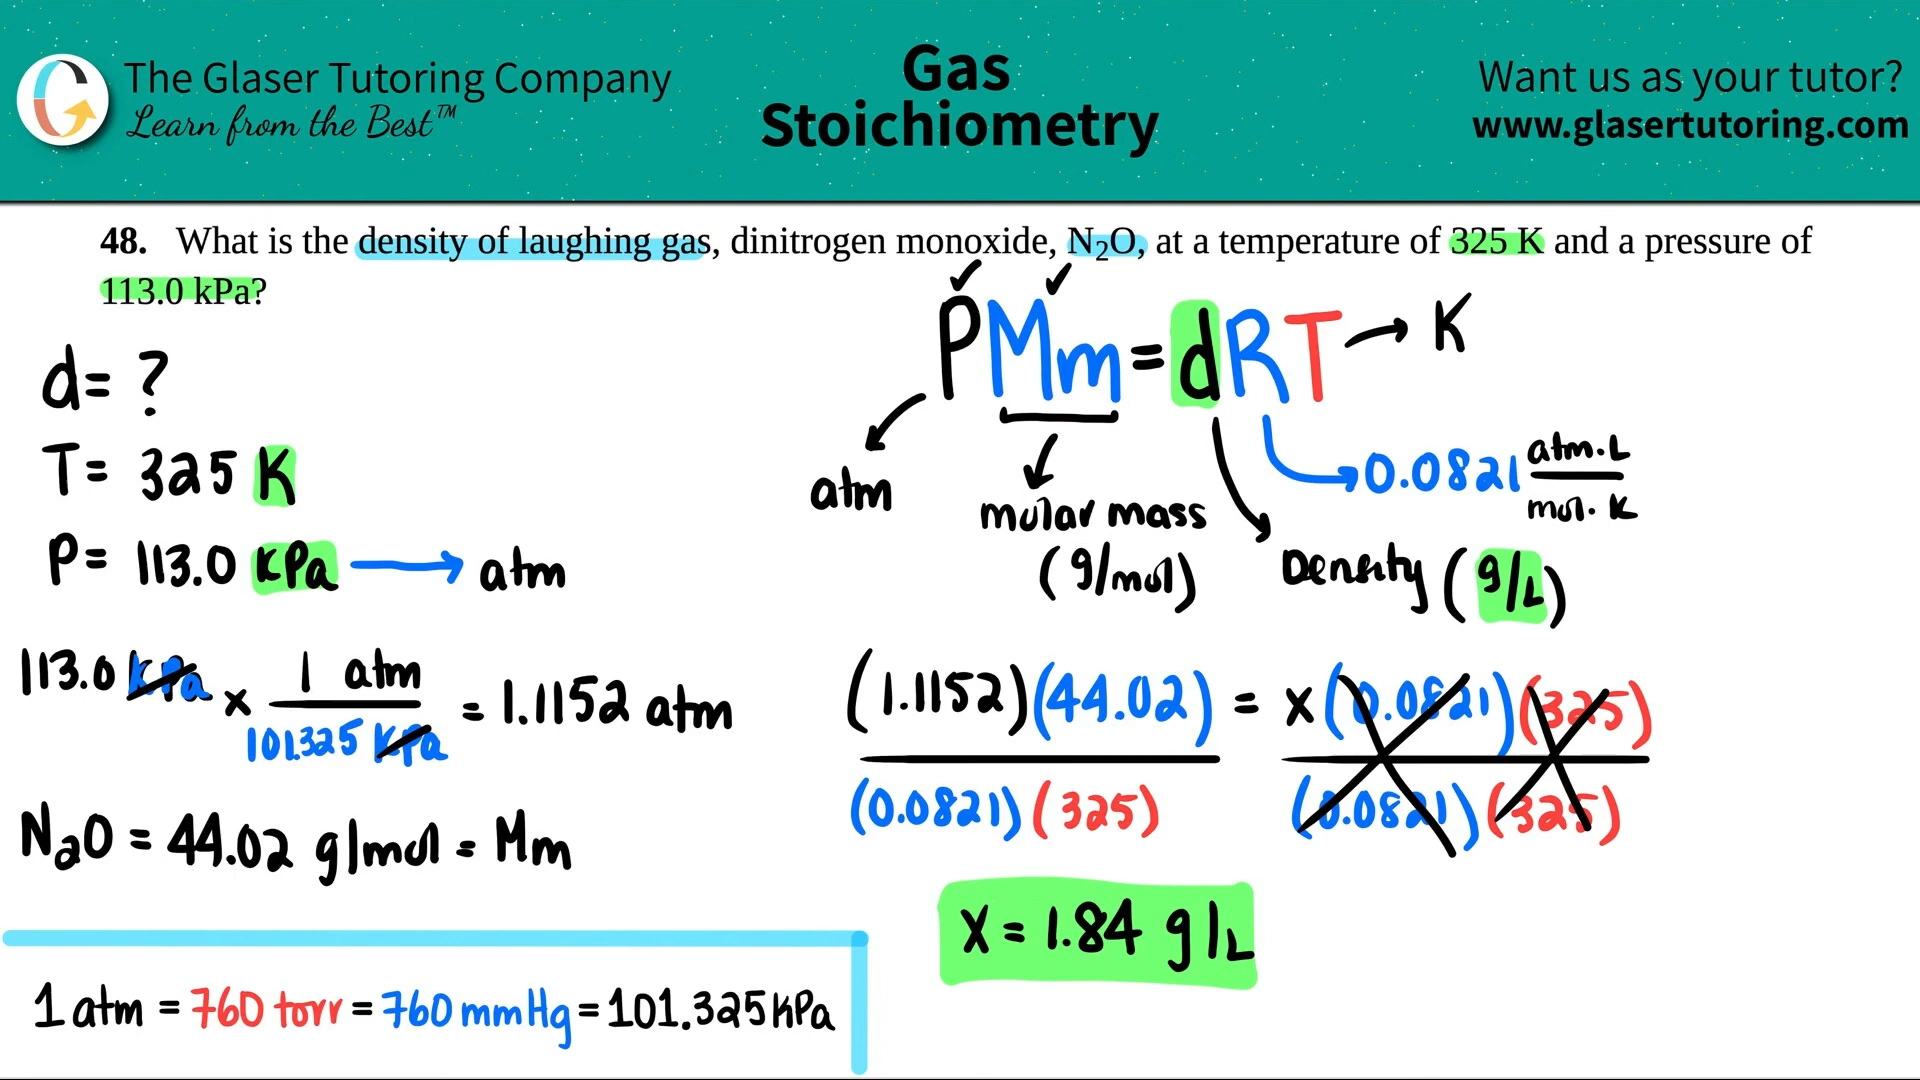 The Glaser Tutoring Company
Learn from the Best™
Gas
Stoichiometry
Want us as your tutor?
www.glasertutoring.com
48. What is the density of laughing gas, dinitrogen monoxide, N₂O, at a temperature of 325 K and a pressure of
113.0 kPa?
d= ?
T= 325 K
P= 113.0 kPa → atm
113.0 kPa x 1 atm / 101.325 kPa = 1.1152 atm
N₂O = 44.02 g/mol = Mm
1 atm = 760 torr = 760 mmHg = 101.325 kPa
✓ ✓
PMm = dRT → K
atm
molar mass
(g/mol)
Density (g/L)
0.0821 atm·L / mol·K
(1.1152)(44.02) = x(0.0821)(325)
(0.0821)(325) (0.0821)(325)
x = 1.84 g/L